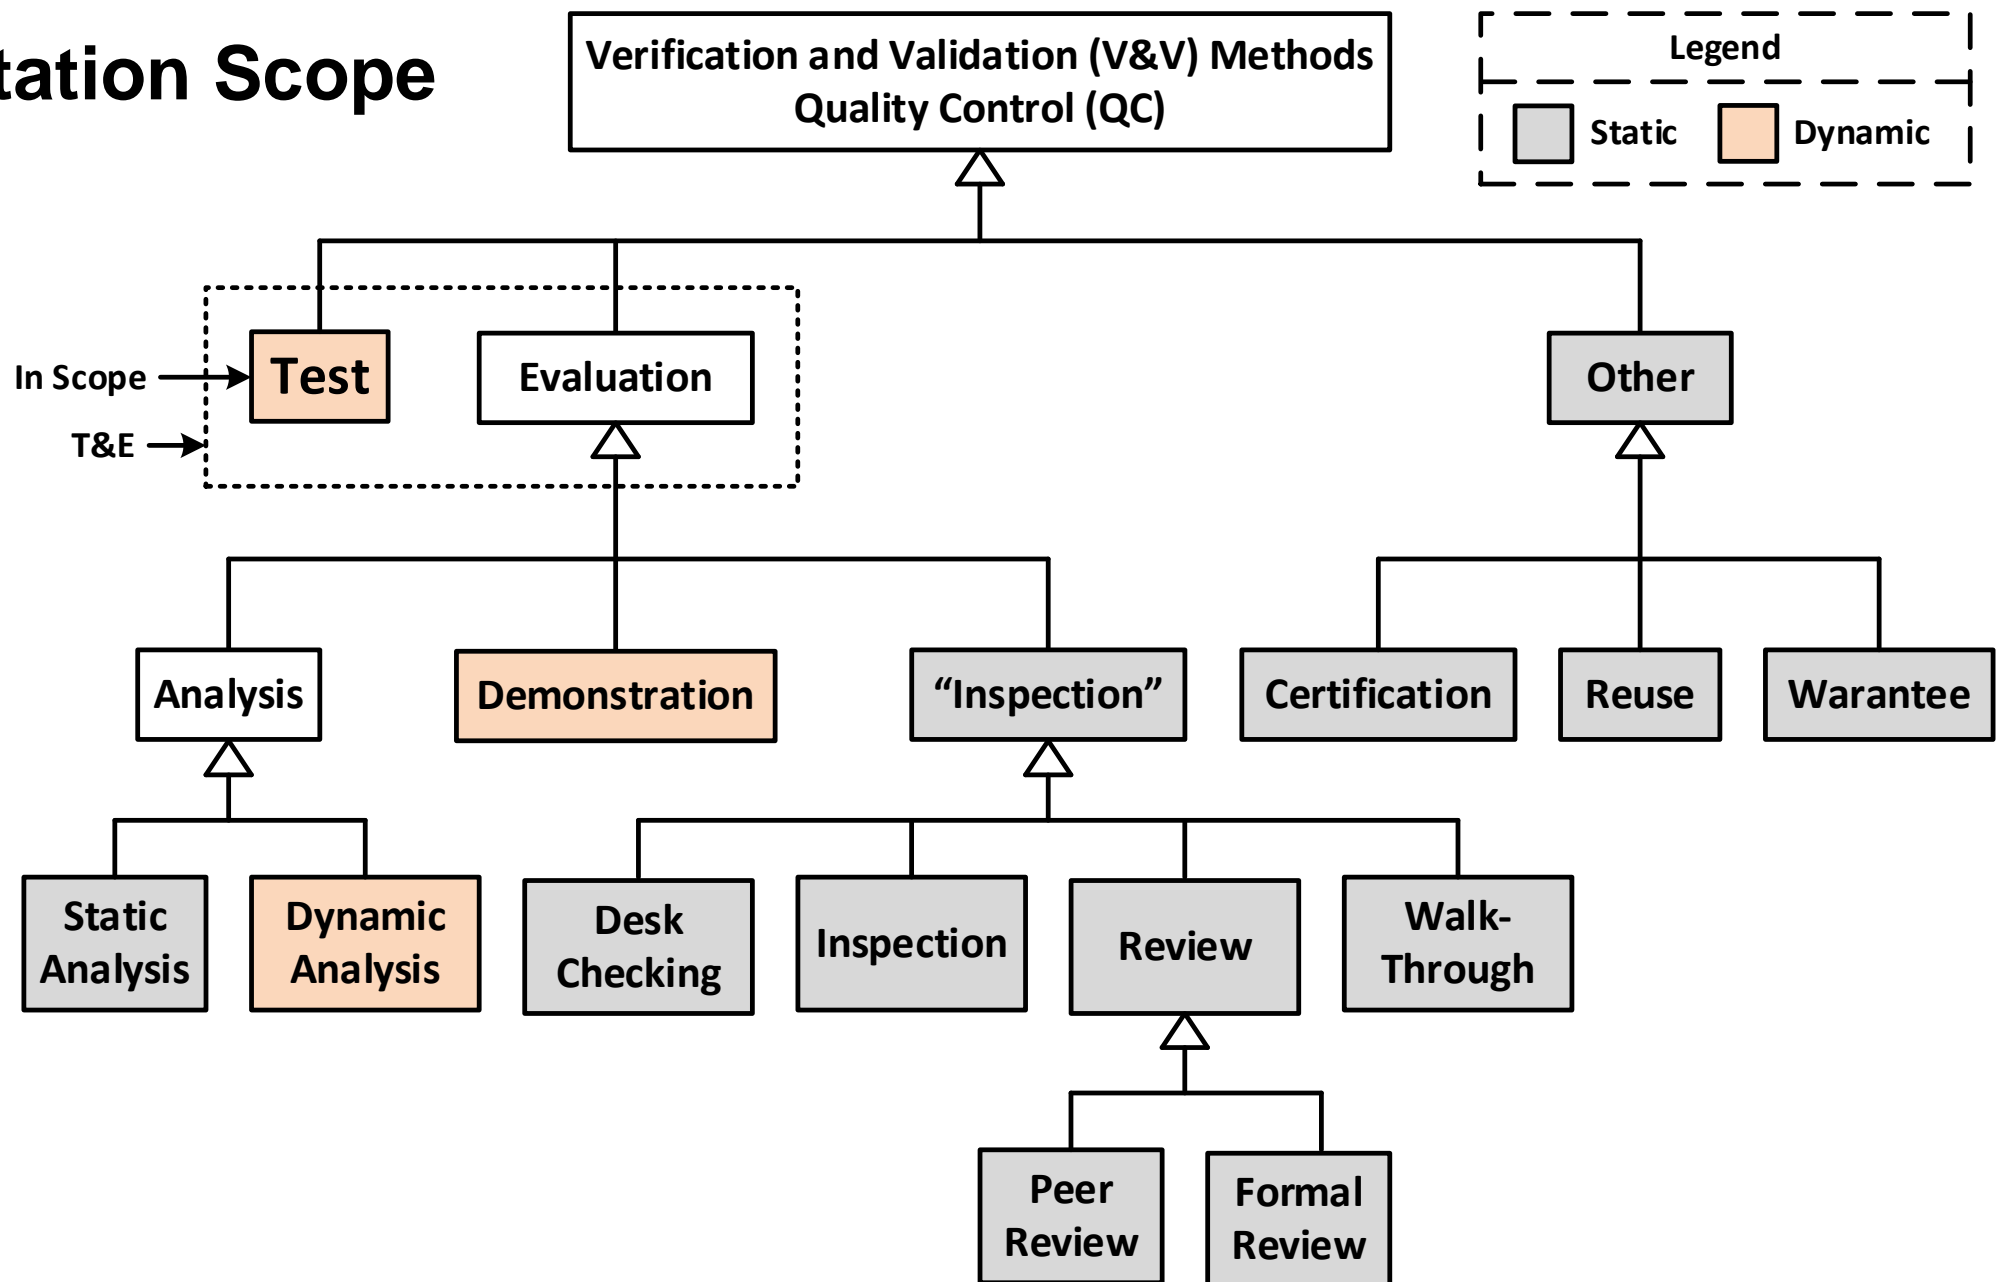 tation Scope
Verification and Validation (V&V) Methods
Quality Control (QC)
Legend
Static
Dynamic
In Scope
T&E
Test
Evaluation
Other
Analysis
Demonstration
“Inspection”
Certification
Reuse
Warantee
Static
Analysis
Dynamic
Analysis
Desk
Checking
Inspection
Review
Walk-
Through
Peer
Review
Formal
Review